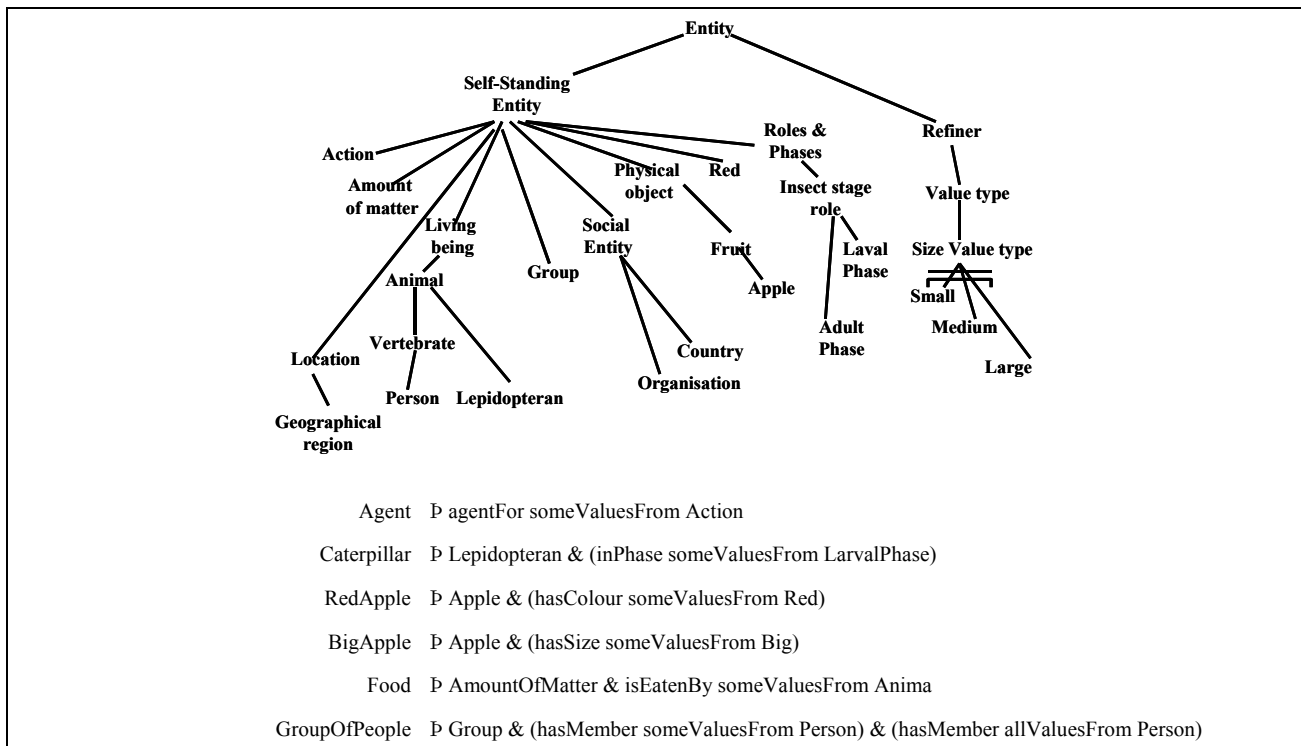 Entity
Self-Standing
Entity
Refiner
Roles &
Phases
Action
Physical
object
Red
Amount
of matter
Insect stage
role
Value type
Living
being
Social
Entity
Fruit
Laval
Phase
Size Value type
Animal
Group
Apple
Small
Adult
Phase
Medium
Vertebrate
Country
Location
Large
Organisation
Person
Lepidopteran
Geographical
region
Agent Þ agentFor someValuesFrom Action
Caterpillar Þ Lepidopteran & (inPhase someValuesFrom LarvalPhase)
RedApple Þ Apple & (hasColour someValuesFrom Red)
BigApple Þ Apple & (hasSize someValuesFrom Big)
Food Þ AmountOfMatter & isEatenBy someValuesFrom Anima
GroupOfPeople Þ Group & (hasMember someValuesFrom Person) & (hasMember allValuesFrom Person)